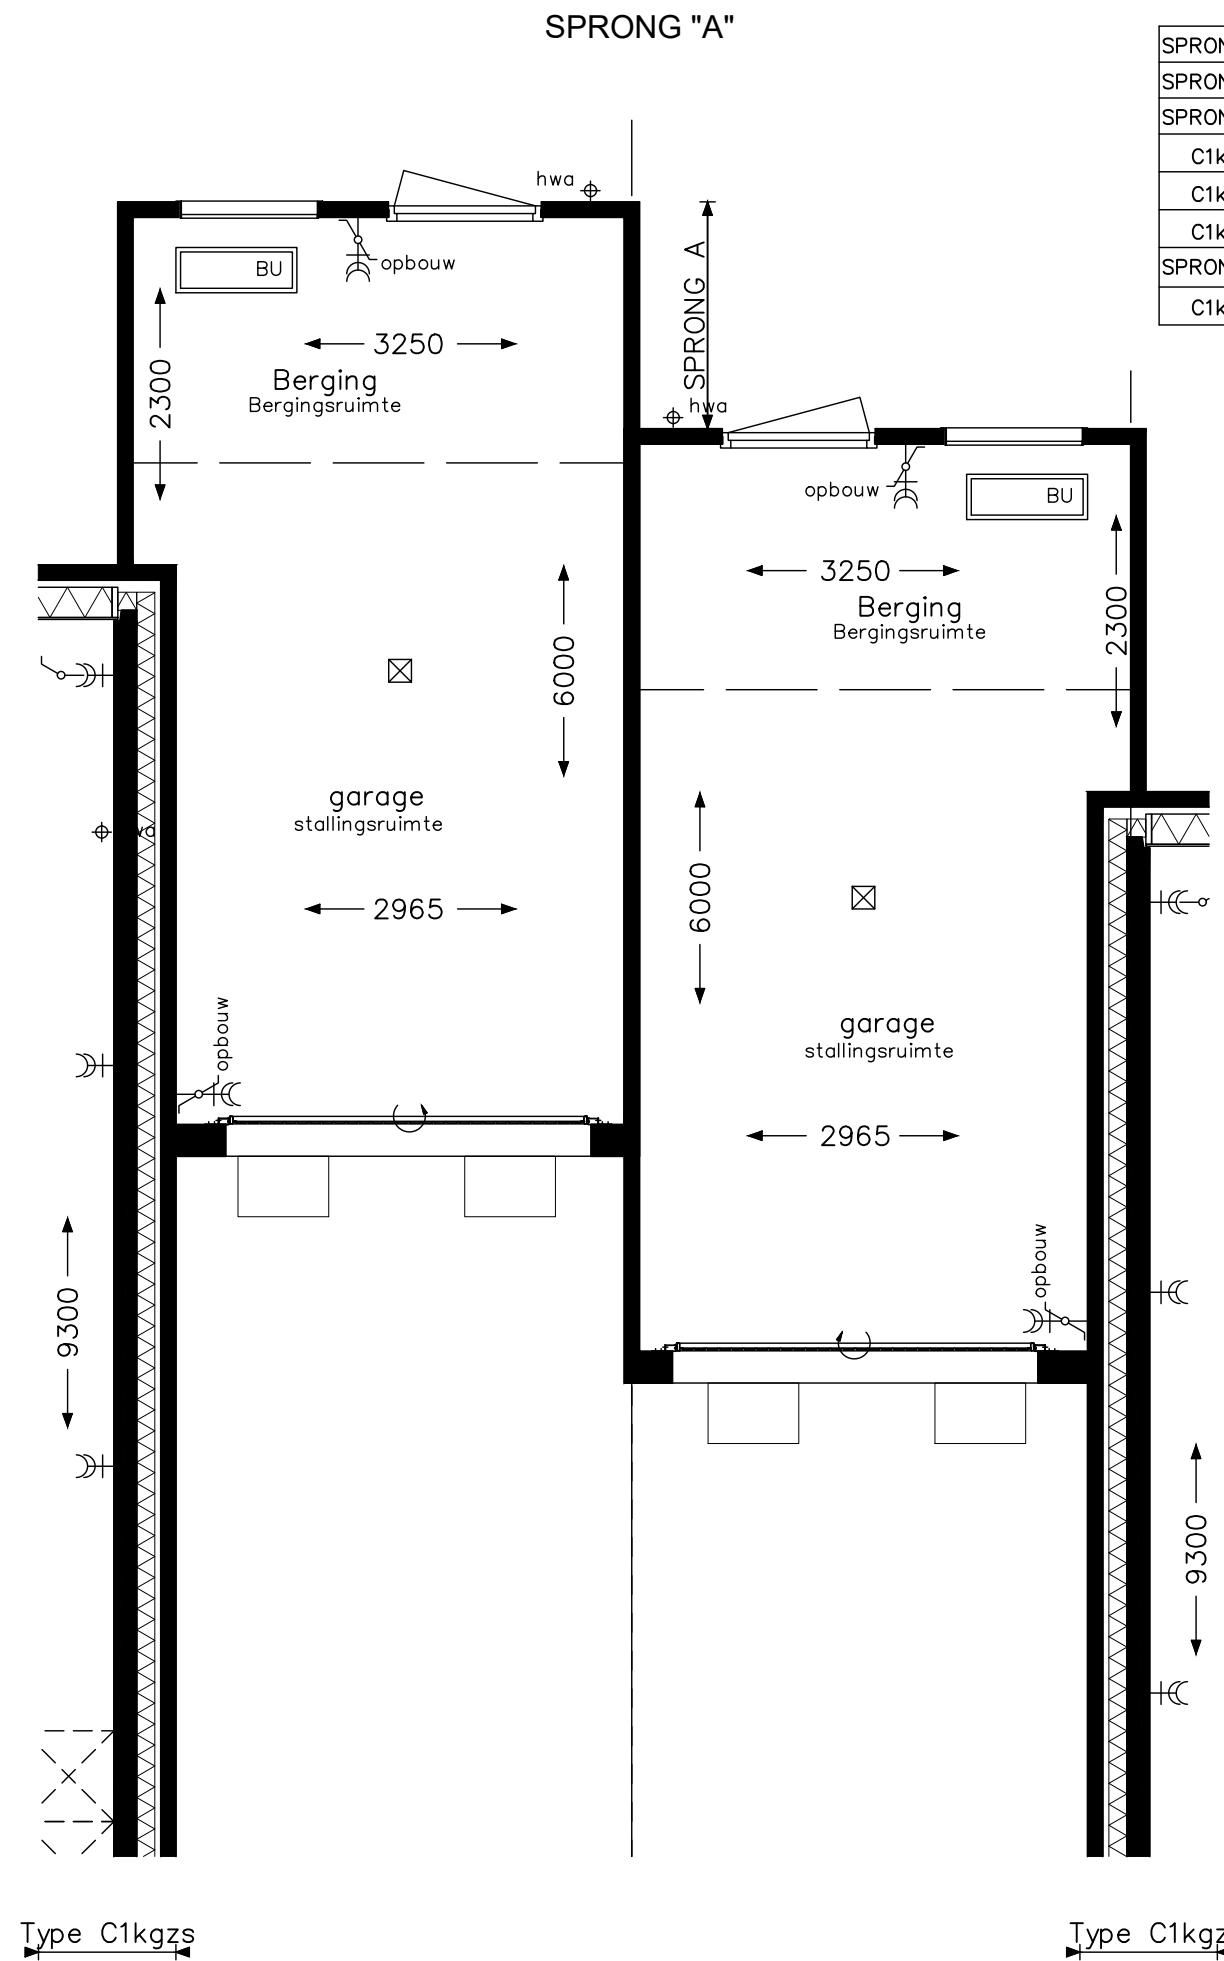 SPRONG "A"
SPRON
SPRON
SPRON
C1k
C1k
C1k
SPRON
C1k
hwa
BU
opbouw
SPRONG A
3250
2300
Berging
Bergingsruimte
hwa
opbouw
BU
3250
Berging
Bergingsruimte
2300
6000
garage
stallingsruimte
6000
2965
opbouw
garage
stallingsruimte
2965
opbouw
9300
9300
Type C1kgzs
Type C1kgz